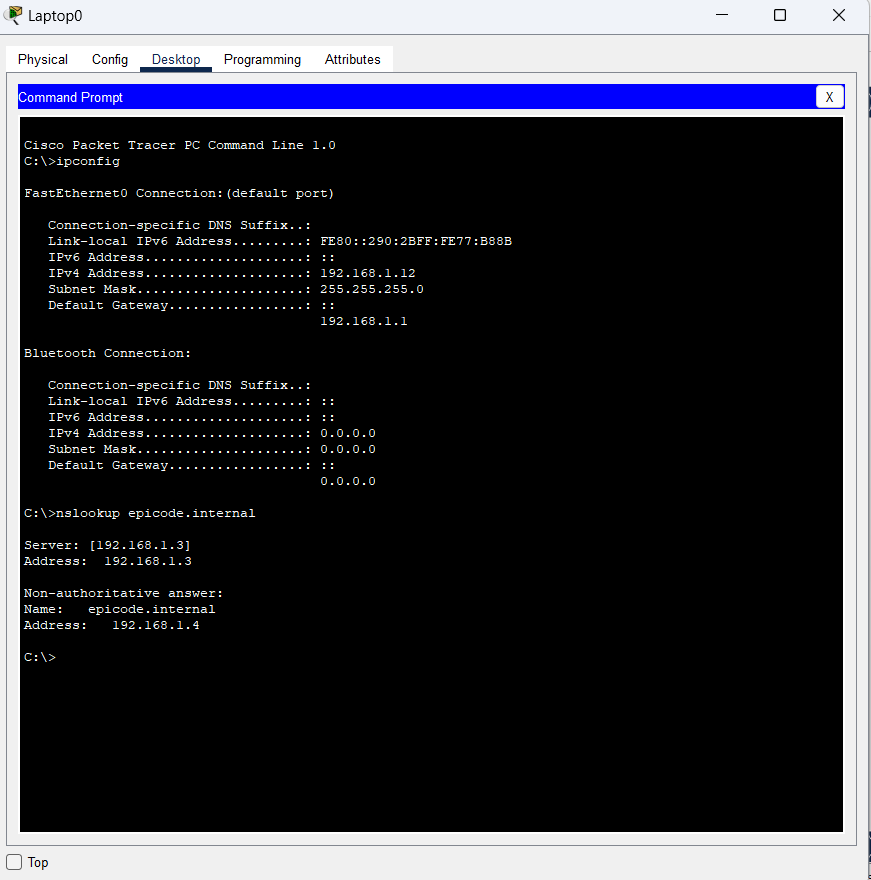 Laptop0
Physical Config Desktop Programming Attributes
Command Prompt X
Cisco Packet Tracer PC Command Line 1.0
C:\>ipconfig
FastEthernet0 Connection:(default port)
Connection-specific DNS Suffix..:
Link-local IPv6 Address.........: FE80::290:2BFF:FE77:B88B
IPv6 Address....................: ::
IPv4 Address....................: 192.168.1.12
Subnet Mask.....................: 255.255.255.0
Default Gateway.................: ::
192.168.1.1
Bluetooth Connection:
Connection-specific DNS Suffix..:
Link-local IPv6 Address.........: ::
IPv6 Address....................: ::
IPv4 Address....................: 0.0.0.0
Subnet Mask.....................: 0.0.0.0
Default Gateway.................: ::
0.0.0.0
C:\>nslookup epicode.internal
Server: [192.168.1.3]
Address:  192.168.1.3
Non-authoritative answer:
Name:   epicode.internal
Address:   192.168.1.4
C:\>
Top